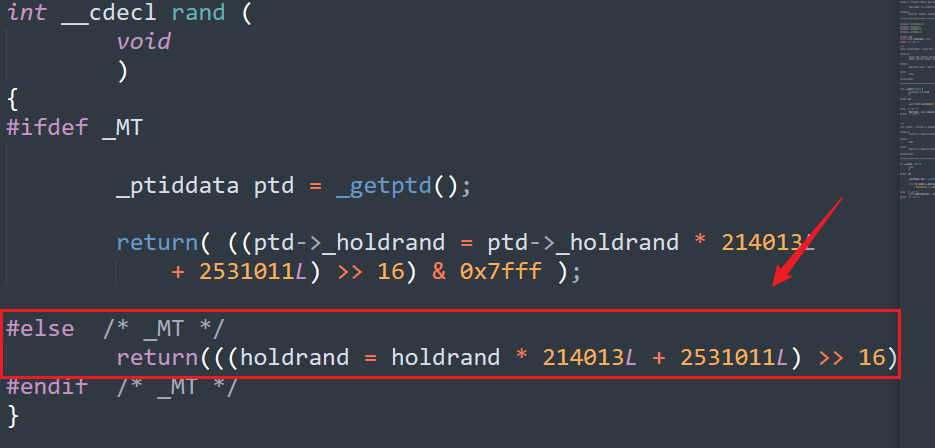 int __cdecl rand (
void
)
{
#ifdef _MT
_ptiddata ptd = _getptd();
return( ((ptd->_holdrand = ptd->_holdrand * 214013L
+ 2531011L) >> 16) & 0x7fff );
#else /* _MT */
return(((holdrand = holdrand * 214013L + 2531011L) >> 16)
#endif /* _MT */
}